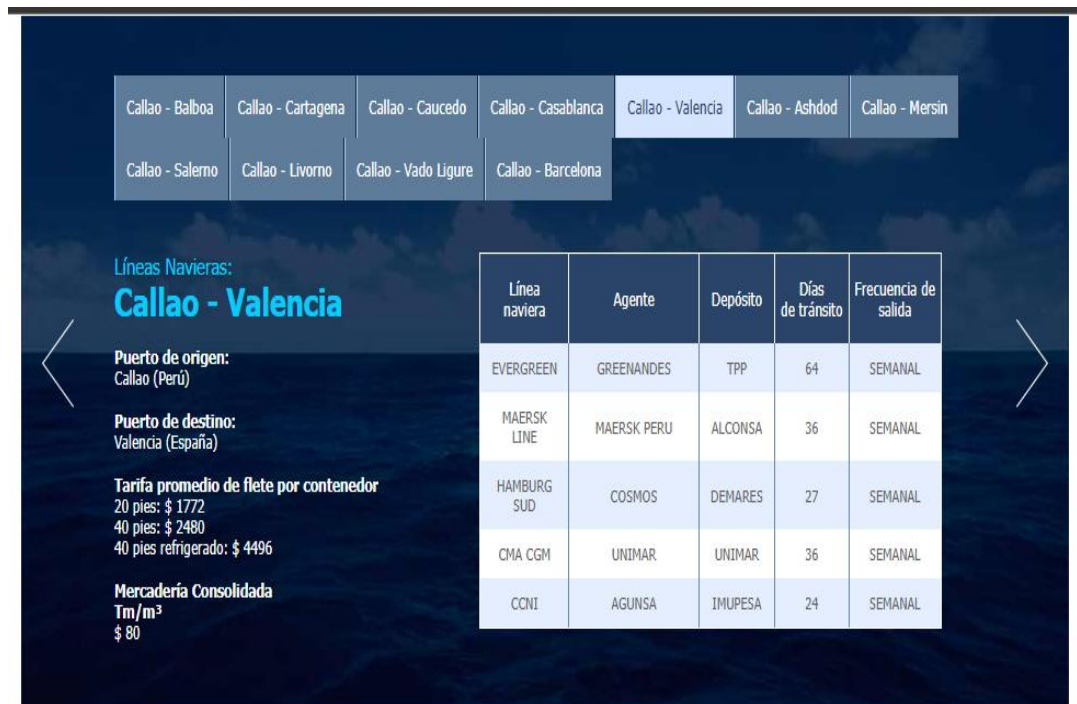 Callao - Balboa
Callao - Cartagena
Callao - Caucedo
Callao - Casablanca
Callao - Valencia
Callao - Ashdod
Callao - Mersin
Callao - Salerno
Callao - Livorno
Callao - Vado Ligure
Callao - Barcelona
Líneas Navieras:
Callao - Valencia
Puerto de origen:
Callao (Perú)
Puerto de destino:
Valencia (España)
Tarifa promedio de flete por contenedor
20 pies: $ 1772
40 pies: $ 2480
40 pies refrigerado: $ 4496
Mercadería Consolidada
Tm/m³
$ 80
Línea
naviera
Agente
Depósito
Días
de tránsito
Frecuencia de
salida
EVERGREEN
GREENANDES
TPP
64
SEMANAL
MAERSK
LINE
MAERSK PERU
ALCONSA
36
SEMANAL
HAMBURG
SUD
COSMOS
DEMARES
27
SEMANAL
CMA CGM
UNIMAR
UNIMAR
36
SEMANAL
CCNI
AGUNSA
IMUPESA
24
SEMANAL